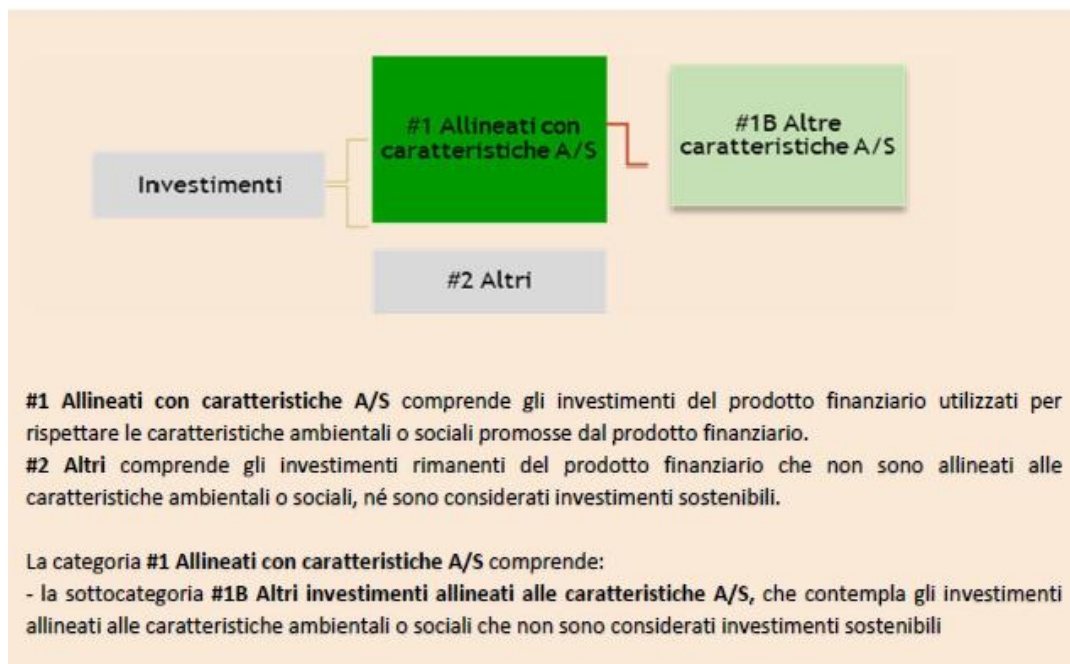 #1 Allineati con
caratteristiche A/S
#1B Altre
caratteristiche A/S
Investimenti
#2 Altri
#1 Allineati con caratteristiche A/S comprende gli investimenti del prodotto finanziario utilizzati per
rispettare le caratteristiche ambientali o sociali promosse dal prodotto finanziario.
#2 Altri comprende gli investimenti rimanenti del prodotto finanziario che non sono allineati alle
caratteristiche ambientali o sociali, né sono considerati investimenti sostenibili.
La categoria #1 Allineati con caratteristiche A/S comprende:
- la sottocategoria #1B Altri investimenti allineati alle caratteristiche A/S, che contempla gli investimenti
allineati alle caratteristiche ambientali o sociali che non sono considerati investimenti sostenibili